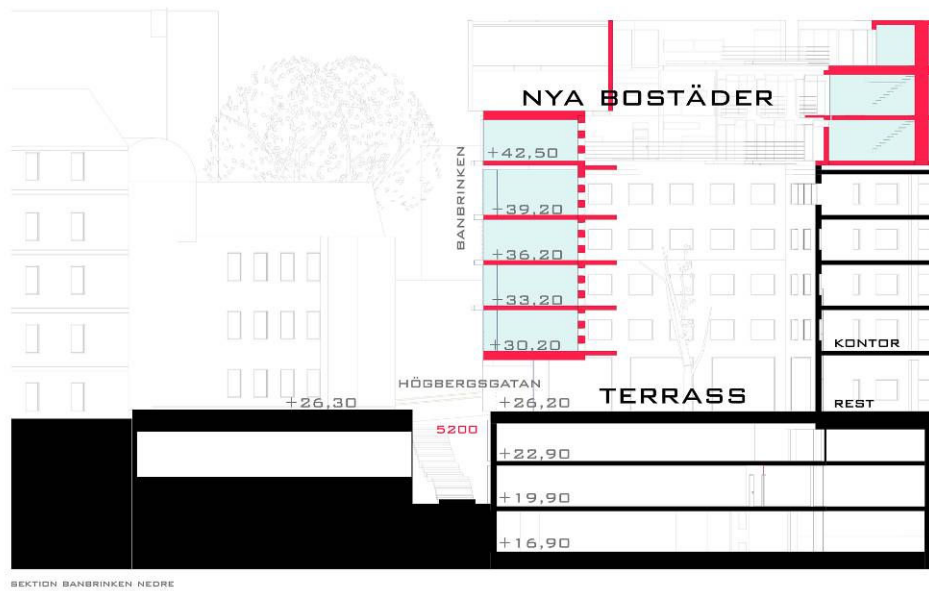 NYA BOSTÄDER
BANBRINKEN
+42,50
+39,20
+36,20
+33,20
+30,20
KONTOR
HÖGBERGSGATAN
TERRASS
+26,30
+26,20
REST
5200
+22,90
+19,90
+16,90
SEKTION BANBRINKEN NEDRE